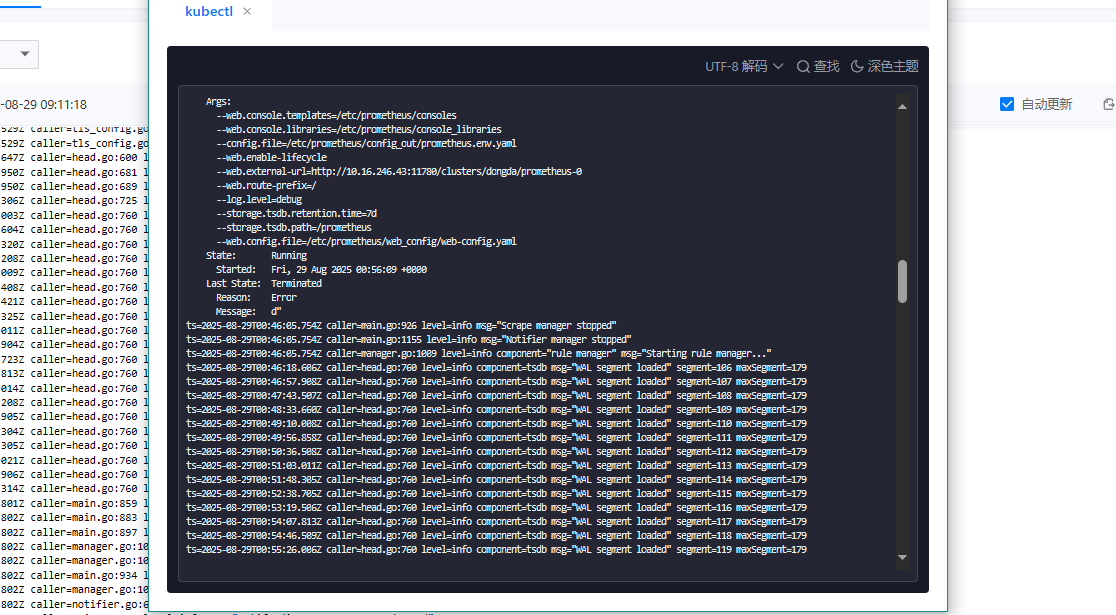 kubectl ×
UTF-8 解码 查找 深色主题
-08-29 09:11:18
自动更新
529Z caller=tls_config.go
529Z caller=tls_config.go
647Z caller=head.go:600 l
950Z caller=head.go:681 l
950Z caller=head.go:689 l
306Z caller=head.go:725 l
003Z caller=head.go:760 l
604Z caller=head.go:760 l
320Z caller=head.go:760 l
208Z caller=head.go:760 l
009Z caller=head.go:760 l
408Z caller=head.go:760 l
421Z caller=head.go:760 l
325Z caller=head.go:760 l
011Z caller=head.go:760 l
904Z caller=head.go:760 l
723Z caller=head.go:760 l
813Z caller=head.go:760 l
014Z caller=head.go:760 l
208Z caller=head.go:760 l
905Z caller=head.go:760 l
304Z caller=head.go:760 l
305Z caller=head.go:760 l
021Z caller=head.go:760 l
906Z caller=head.go:760 l
314Z caller=head.go:760 l
801Z caller=main.go:859 l
802Z caller=main.go:883 l
802Z caller=main.go:897 l
802Z caller=manager.go:10
802Z caller=manager.go:10
802Z caller=main.go:934 l
802Z caller=manager.go:10
802Z caller=notifier.go:6
Args:
--web.console.templates=/etc/prometheus/consoles
--web.console.libraries=/etc/prometheus/console_libraries
--config.file=/etc/prometheus/config_out/prometheus.env.yaml
--web.enable-lifecycle
--web.external-url=http://10.16.246.43:11780/clusters/dongda/prometheus-0
--web.route-prefix=/
--log.level=debug
--storage.tsdb.retention.time=7d
--storage.tsdb.path=/prometheus
--web.config.file=/etc/prometheus/web_config/web-config.yaml
State: Running
Started: Fri, 29 Aug 2025 00:56:09 +0000
Last State: Terminated
Reason: Error
Message: d"
ts=2025-08-29T00:46:05.754Z caller=main.go:926 level=info msg="Scrape manager stopped"
ts=2025-08-29T00:46:05.754Z caller=main.go:1155 level=info msg="Notifier manager stopped"
ts=2025-08-29T00:46:05.754Z caller=manager.go:1009 level=info component="rule manager" msg="Starting rule manager..."
ts=2025-08-29T00:46:18.606Z caller=head.go:760 level=info component=tsdb msg="WAL segment loaded" segment=106 maxSegment=179
ts=2025-08-29T00:46:57.908Z caller=head.go:760 level=info component=tsdb msg="WAL segment loaded" segment=107 maxSegment=179
ts=2025-08-29T00:47:43.507Z caller=head.go:760 level=info component=tsdb msg="WAL segment loaded" segment=108 maxSegment=179
ts=2025-08-29T00:48:33.660Z caller=head.go:760 level=info component=tsdb msg="WAL segment loaded" segment=109 maxSegment=179
ts=2025-08-29T00:49:10.008Z caller=head.go:760 level=info component=tsdb msg="WAL segment loaded" segment=110 maxSegment=179
ts=2025-08-29T00:49:56.858Z caller=head.go:760 level=info component=tsdb msg="WAL segment loaded" segment=111 maxSegment=179
ts=2025-08-29T00:50:36.508Z caller=head.go:760 level=info component=tsdb msg="WAL segment loaded" segment=112 maxSegment=179
ts=2025-08-29T00:51:03.011Z caller=head.go:760 level=info component=tsdb msg="WAL segment loaded" segment=113 maxSegment=179
ts=2025-08-29T00:51:48.305Z caller=head.go:760 level=info component=tsdb msg="WAL segment loaded" segment=114 maxSegment=179
ts=2025-08-29T00:52:38.705Z caller=head.go:760 level=info component=tsdb msg="WAL segment loaded" segment=115 maxSegment=179
ts=2025-08-29T00:53:19.506Z caller=head.go:760 level=info component=tsdb msg="WAL segment loaded" segment=116 maxSegment=179
ts=2025-08-29T00:54:07.813Z caller=head.go:760 level=info component=tsdb msg="WAL segment loaded" segment=117 maxSegment=179
ts=2025-08-29T00:54:46.509Z caller=head.go:760 level=info component=tsdb msg="WAL segment loaded" segment=118 maxSegment=179
ts=2025-08-29T00:55:26.006Z caller=head.go:760 level=info component=tsdb msg="WAL segment loaded" segment=119 maxSegment=179